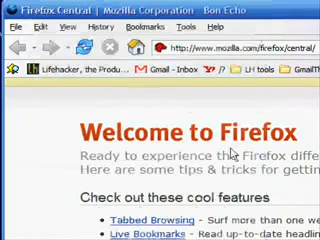 Firefox Central | Mozilla Corporation - Bon Echo
File Edit View History Bookmarks Tools Help
http://www.mozilla.com/firefox/central/
Lifehacker, the Produ... Gmail - Inbox LH tools GmailTh
Welcome to Firefox
Ready to experience the Firefox diffe
Here are some tips & tricks for gettin
Check out these cool features
• Tabbed Browsing - Surf more than one we
• Live Bookmarks - Read up-to-date headlin